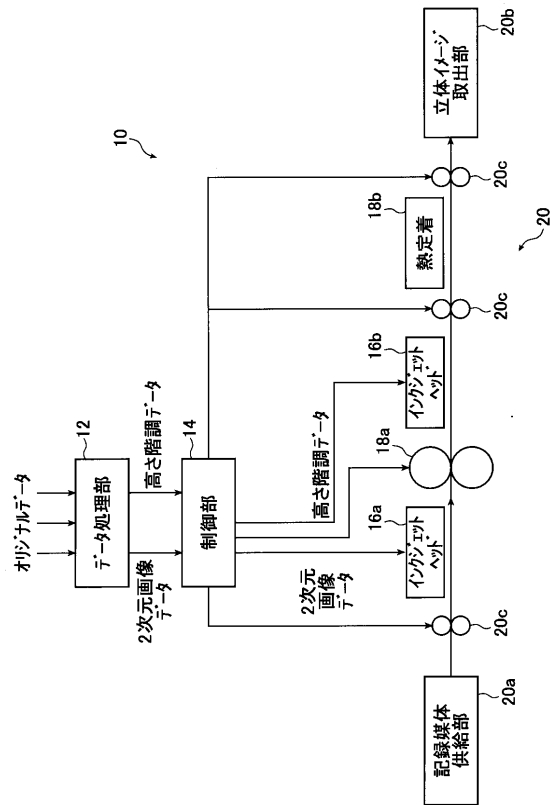 オリジナルデータ
10
12
データ処理部
2次元画像
データ
高さ階調データ
14
制御部
2次元
画像
データ
高さ階調データ
16a
インクジェット
ヘッド
18a
16b
インクジェット
ヘッド
18b
熱定着
20c
20c
20c
記録媒体
供給部
20a
立体イメージ
取出部
20b
20